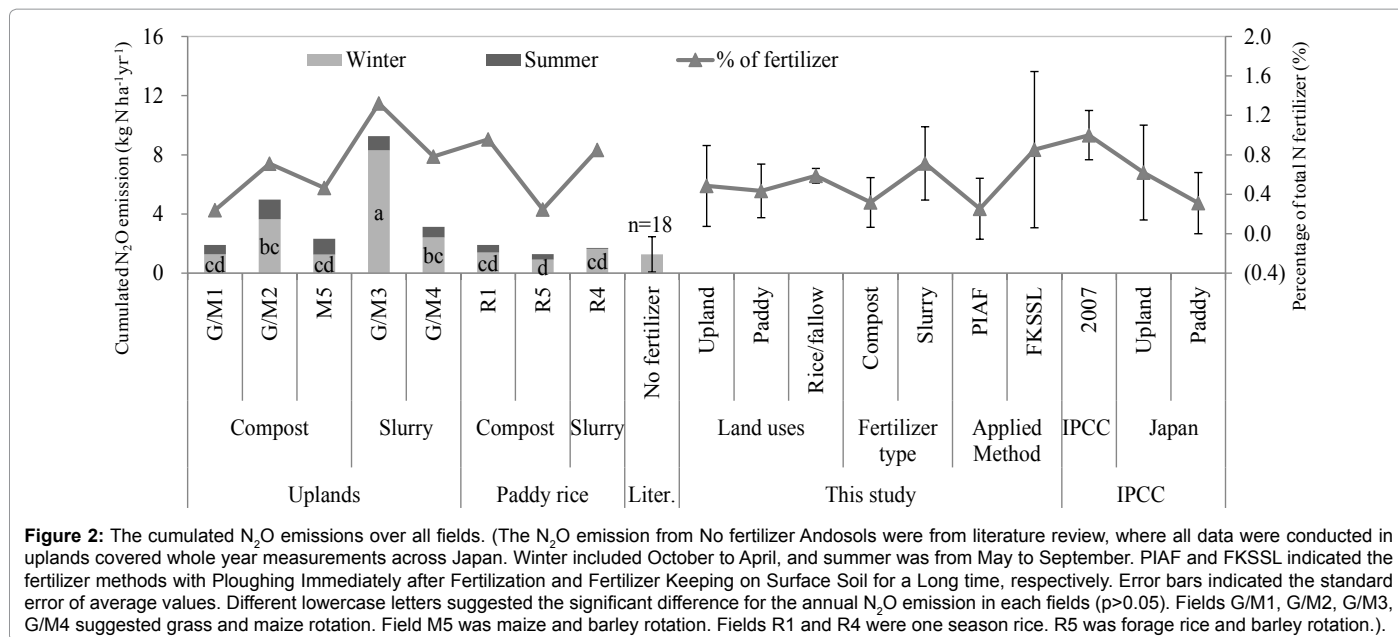 16
12
8
4
0
Cumulated N₂O emission (kg N ha⁻¹yr⁻¹)
Winter
Summer
% of fertilizer
2.0
1.6
1.2
0.8
0.4
0.0
(0.4)
Percentage of total N fertilizer (%)
cd
bc
cd
a
bc
cd
d
cd
n=18
G/M1
G/M2
M5
G/M3
G/M4
R1
R5
R4
No fertilizer
Upland
Paddy
Rice/fallow
Compost
Slurry
PIAF
FKSSL
2007
Upland
Paddy
Compost
Slurry
Compost
Slurry
Land uses
Fertilizer
type
Applied
Method
IPCC
Japan
Uplands
Paddy rice
Liter.
This study
IPCC
Figure 2: The cumulated N₂O emissions over all fields. (The N₂O emission from No fertilizer Andosols were from literature review, where all data were conducted in
uplands covered whole year measurements across Japan. Winter included October to April, and summer was from May to September. PIAF and FKSSL indicated the
fertilizer methods with Ploughing Immediately after Fertilization and Fertilizer Keeping on Surface Soil for a Long time, respectively. Error bars indicated the standard
error of average values. Different lowercase letters suggested the significant difference for the annual N₂O emission in each fields (p>0.05). Fields G/M1, G/M2, G/M3,
G/M4 suggested grass and maize rotation. Field M5 was maize and barley rotation. Fields R1 and R4 were one season rice. R5 was forage rice and barley rotation.).